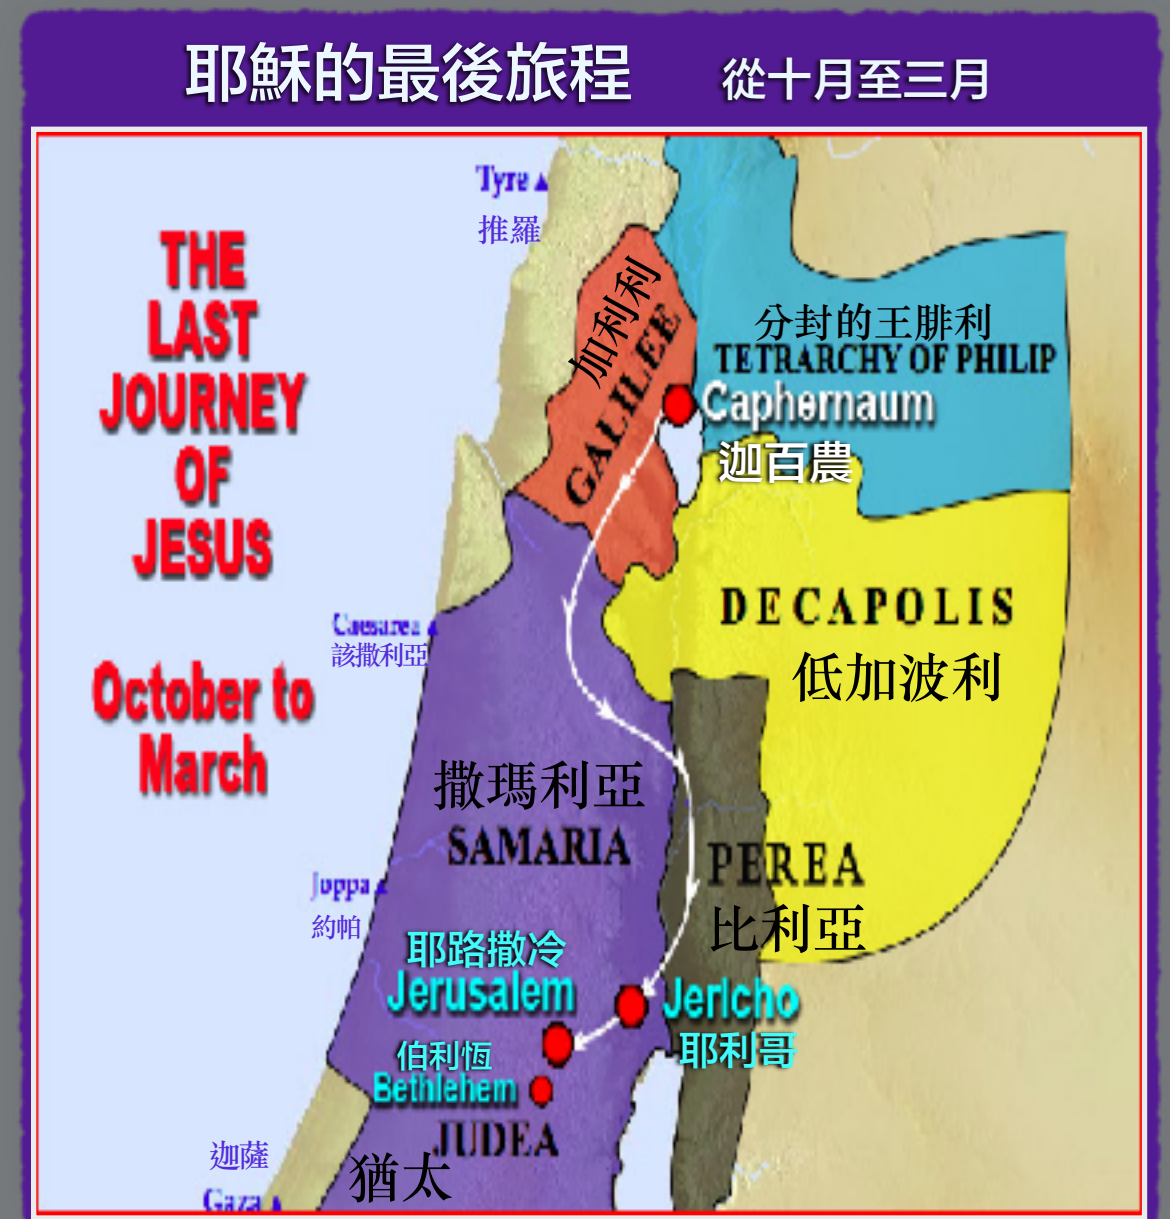 耶穌的最後旅程 從十月至三月
Tyre
推羅
THE
LAST
JOURNEY
OF
JESUS
October to
March
加利利
GALILEE
分封的王腓利
TETRARCHY OF PHILIP
Caphernaum
迦百農
DECAPOLIS
低加波利
Caesarea
該撒利亞
撒瑪利亞
SAMARIA
PEREA
比利亞
Joppa
約帕
耶路撒冷
Jerusalem
Jericho
耶利哥
伯利恆
Bethlehem
JUDEA
猶太
迦薩
Gaza